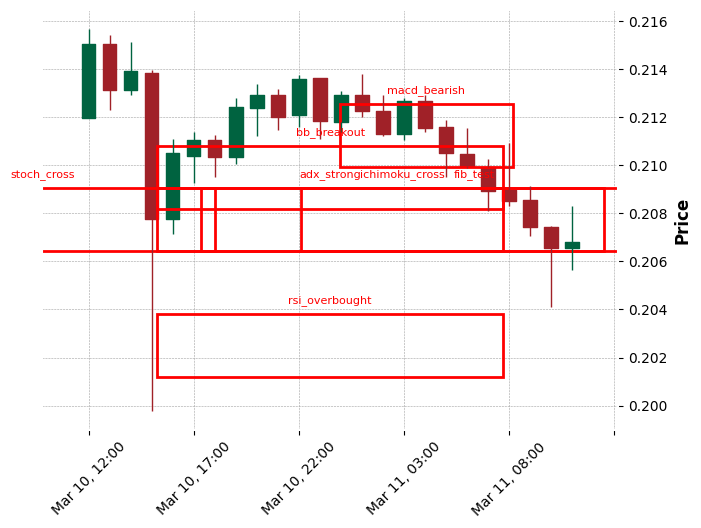 0.216
0.214
macd_bearish
0.212
bb_breakout
0.210
stoch_cross
adx_strong
ichimoku_cross
0.208
Price
0.206
rsi_overbought
0.204
0.202
0.200
Mar 10, 12:00
Mar 10, 17:00
Mar 10, 22:00
Mar 11, 03:00
Mar 11, 08:00